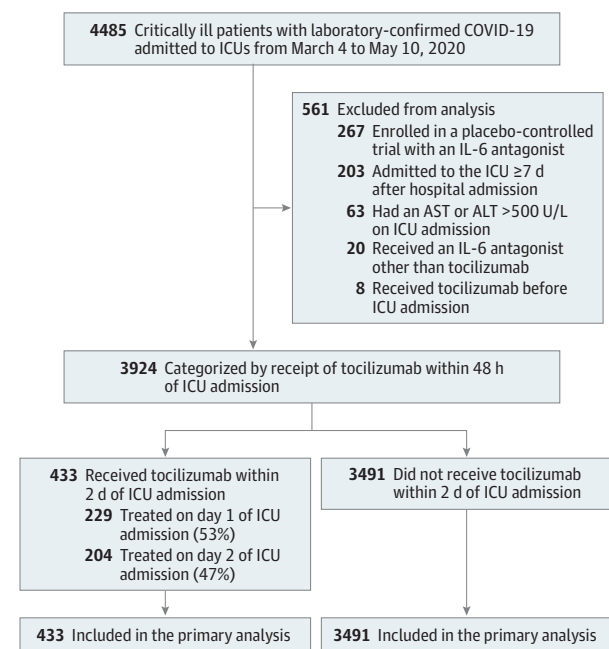 4485 Critically ill patients with laboratory-confirmed COVID-19
admitted to ICUs from March 4 to May 10, 2020
561 Excluded from analysis
267 Enrolled in a placebo-controlled
trial with an IL-6 antagonist
203 Admitted to the ICU ≥7 d
after hospital admission
63 Had an AST or ALT >500 U/L
on ICU admission
20 Received an IL-6 antagonist
other than tocilizumab
8 Received tocilizumab before
ICU admission
3924 Categorized by receipt of tocilizumab within 48 h
of ICU admission
433 Received tocilizumab within
2 d of ICU admission
229 Treated on day 1 of ICU
admission (53%)
204 Treated on day 2 of ICU
admission (47%)
3491 Did not receive tocilizumab
within 2 d of ICU admission
433 Included in the primary analysis
3491 Included in the primary analysis